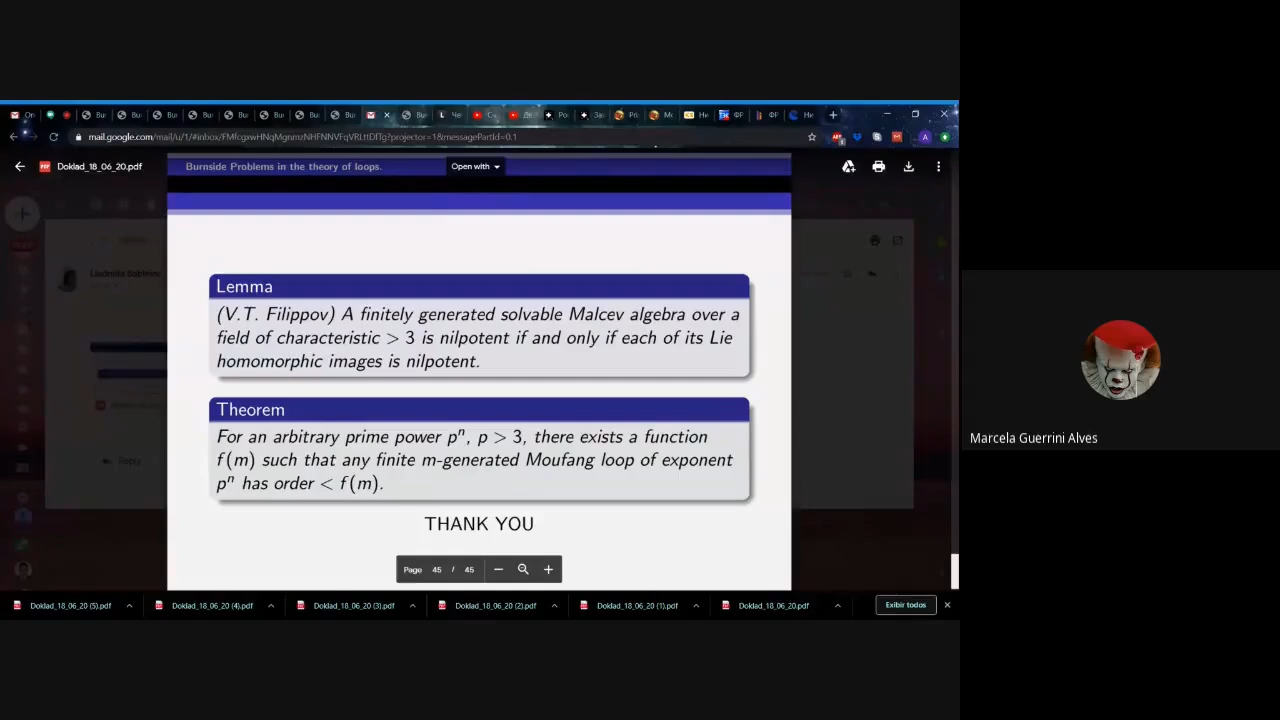 mail.google.com/mail/u/1/#inbox/FMfcgxwHNqMgnmzNHFNNVFqVRLttDfTg?projector=1&messagePartId=0.1
Doklad_18_06_20.pdf
Burnside Problems in the theory of loops.
Open with
Lemma
(V.T. Filippov) A finitely generated solvable Malcev algebra over a
field of characteristic > 3 is nilpotent if and only if each of its Lie
homomorphic images is nilpotent.
Theorem
For an arbitrary prime power pⁿ, p > 3, there exists a function
f(m) such that any finite m-generated Moufang loop of exponent
pⁿ has order < f(m).
THANK YOU
Reply
Page 45 / 45
Marcela Guerrini Alves
Doklad_18_06_20 (5).pdf
Doklad_18_06_20 (4).pdf
Doklad_18_06_20 (3).pdf
Doklad_18_06_20 (2).pdf
Doklad_18_06_20 (1).pdf
Doklad_18_06_20.pdf
Exibir todos